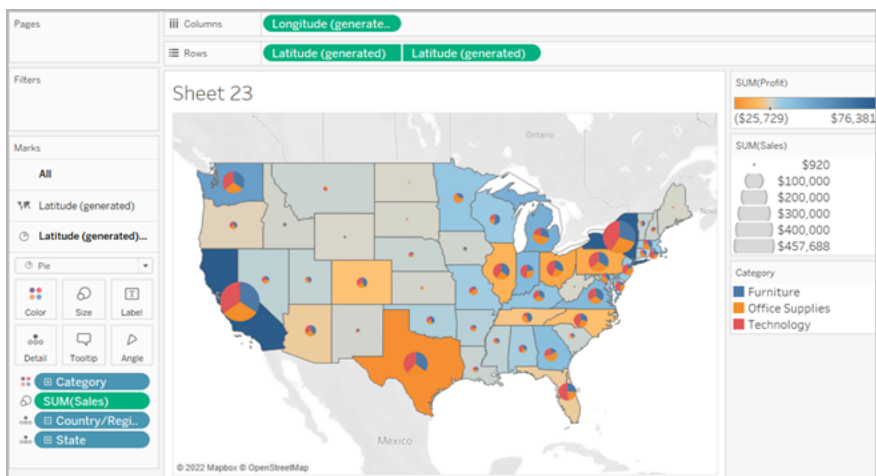 Pages
Columns
Longitude (generate..
Rows
Latitude (generated)
Latitude (generated)
Filters
Sheet 23
Marks
All
Latitude (generated)
Latitude (generated)...
Pie
Color
Size
Label
Detail
Tooltip
Angle
Category
SUM(Sales)
Country/Regi..
State
Ontario
Mexico
© 2022 Mapbox © OpenStreetMap
SUM(Profit)
($25,729)
$76,381
SUM(Sales)
$920
$100,000
$200,000
$300,000
$400,000
$457,688
Category
Furniture
Office Supplies
Technology